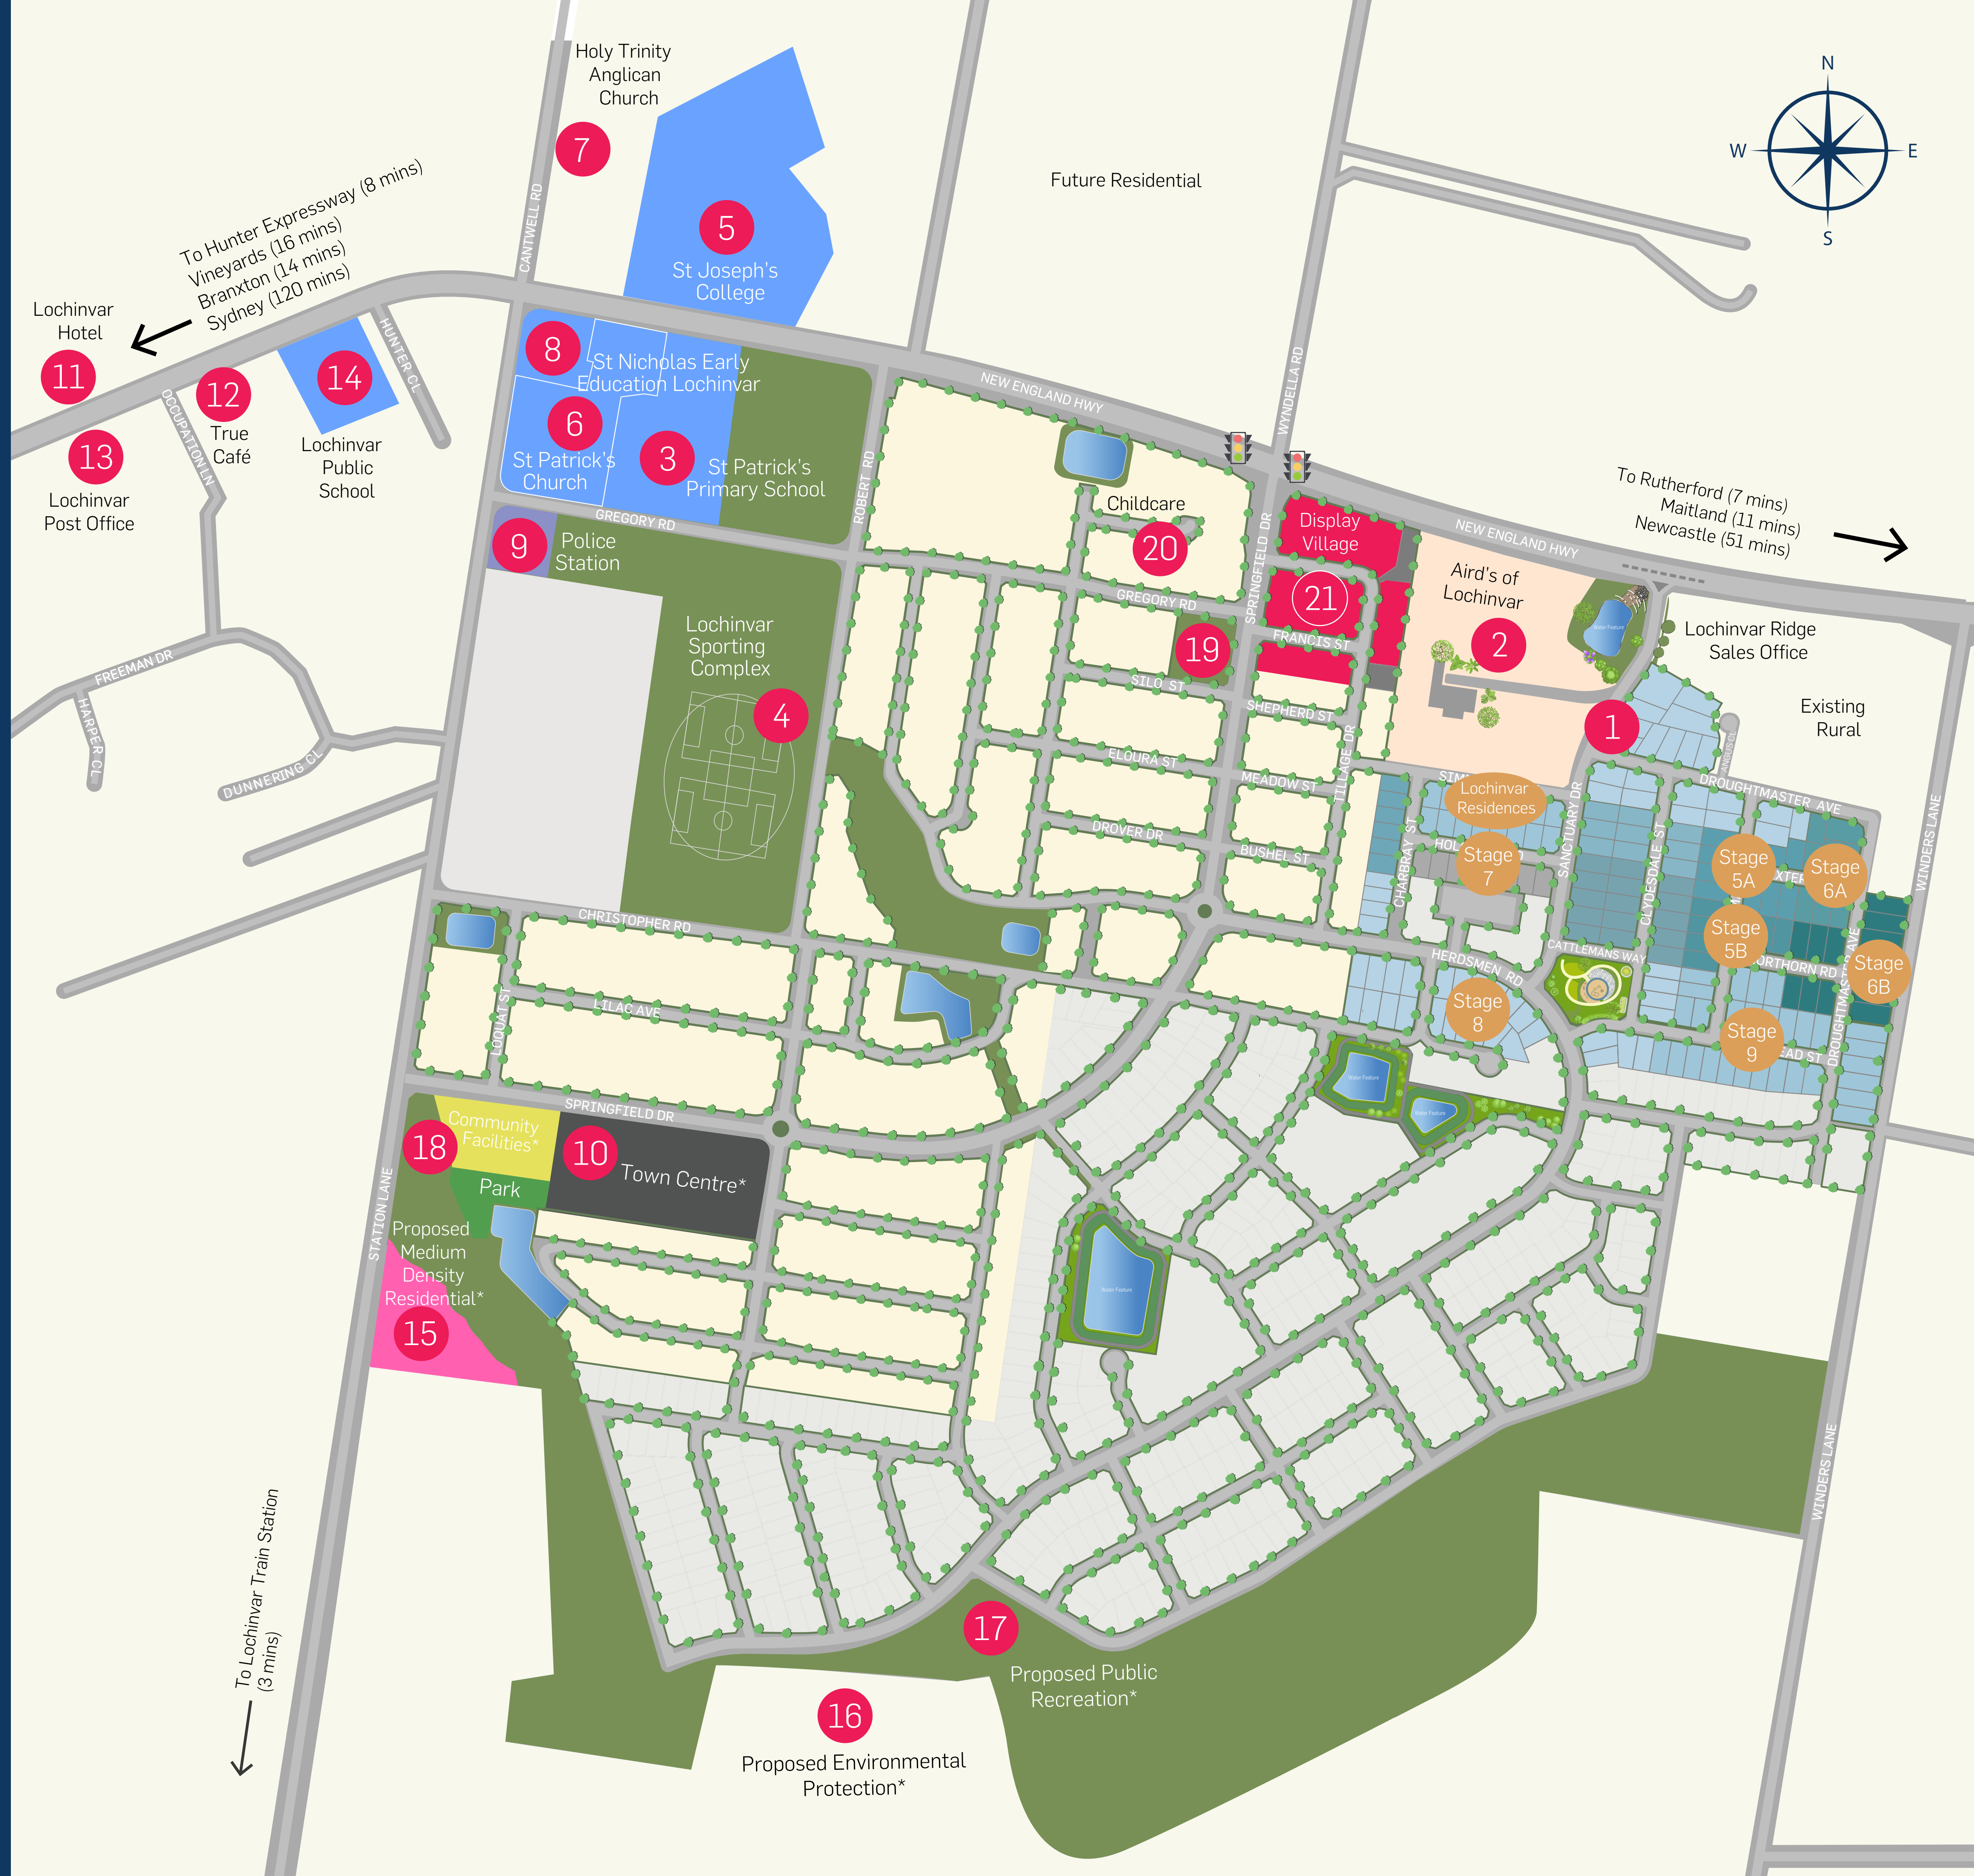 Holy Trinity
Anglican
Church
7
N
W
E
S
CANTWELL RD
5
St Joseph's
College
Future Residential
To Hunter Expressway (8 mins)
Vineyards (16 mins)
Branxton (14 mins)
Sydney (120 mins)
Lochinvar
Hotel
11
12
True
Café
13
Lochinvar
Post Office
14
Lochinvar
Public
School
HUNTER CL
OCCUPATION LN
8
St Nicholas Early
Education Lochinvar
6
St Patrick's
Church
3
St Patrick's
Primary School
GREGORY RD
ROBERT RD
NEW ENGLAND HWY
WYNDELLA RD
9
Police
Station
Lochinvar
Sporting
Complex
4
Childcare
20
GREGORY RD
SPRINGFIELD DR
Display
Village
21
FRANCIS ST
19
SILO ST
SHEPHERD ST
NEW ENGLAND HWY
To Rutherford (7 mins)
Maitland (11 mins)
Newcastle (51 mins)
Aird's of
Lochinvar
2
Water Feature
Lochinvar Ridge
Sales Office
1
Existing
Rural
FREEMAN DR
HARPER CL
DUNNERING CL
ELOURA ST
MEADOW ST
TILLAGE DR
DROVER DR
BUSHEL ST
Lochinvar
Residences
CHARBRAY ST
Stage
7
SANCTUARY DR
CLYDESDALE ST
DROUGHTMASTER AVE
WINDERS LANE
Stage
5A
Stage
6A
Stage
5B
Stage
6B
DROUGHTMASTER AVE
CATTLEMANS WAY
HERDSMEN RD
Stage
8
Stage
9
CHRISTOPHER RD
LILAC AVE
LOQUAT ST
SPRINGFIELD DR
Water Feature
Water Feature
Community
Facilities*
18
10
Town Centre*
Park
STATION LANE
Proposed
Medium
Density
Residential*
15
Water Feature
WINDERS LANE
To Lochinvar Train Station
(3 mins)
17
Proposed Public
Recreation*
16
Proposed Environmental
Protection*